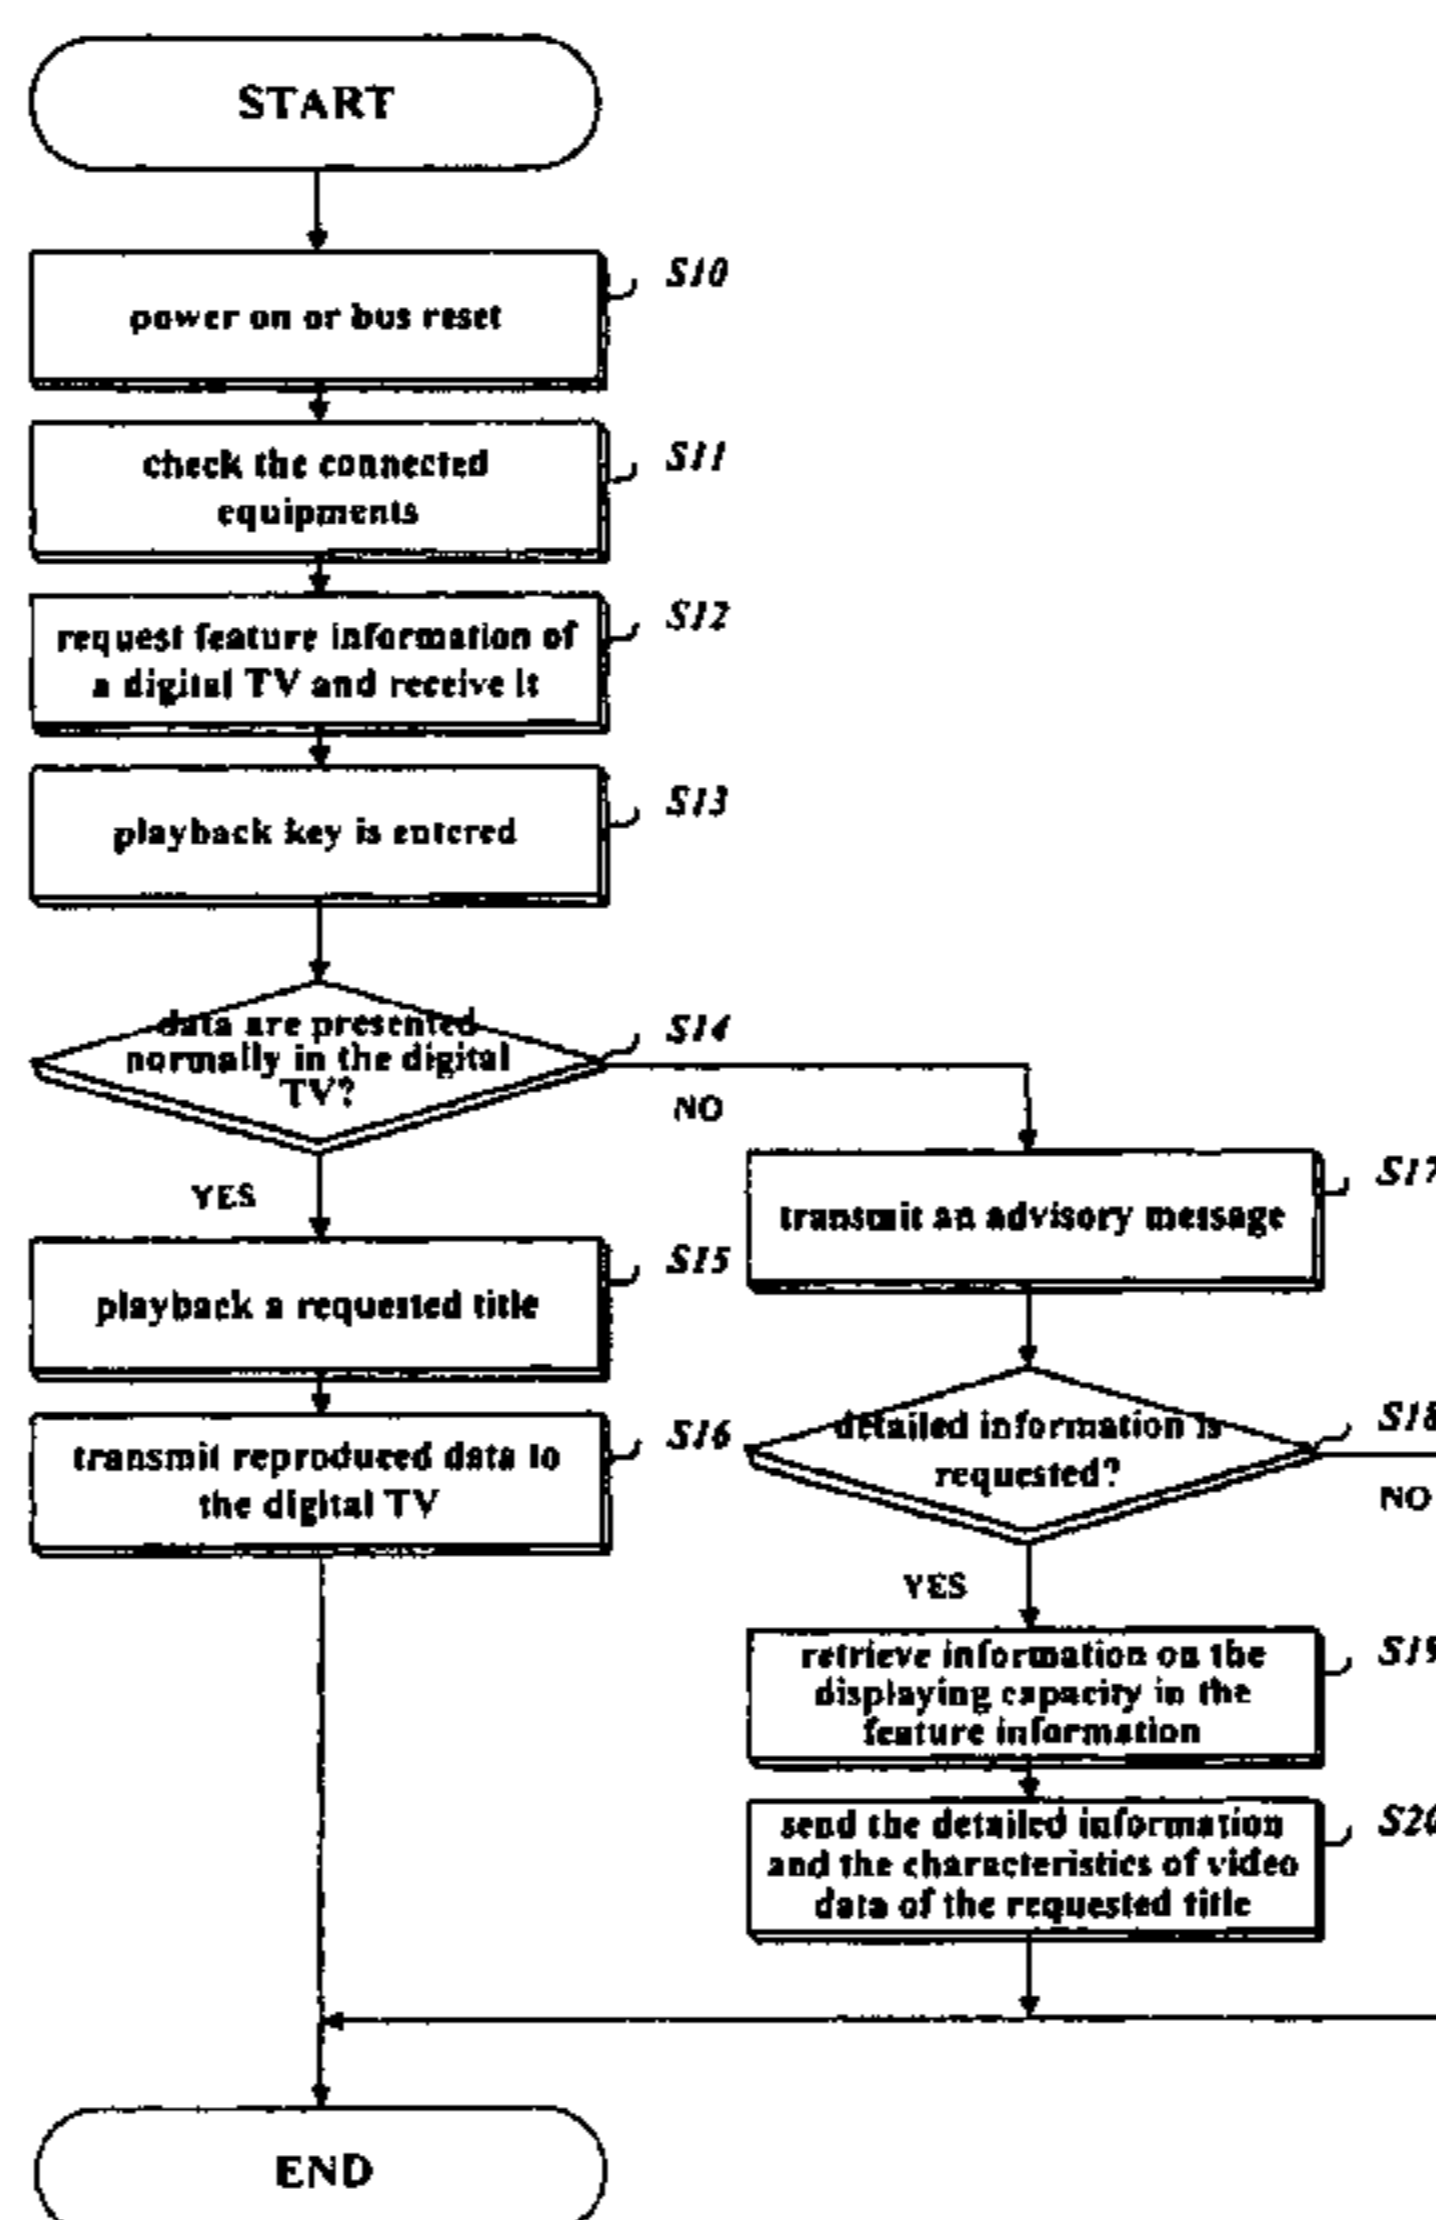 START
power on or bus reset
S10
check the connected
equipments
S11
request feature information of
a digital TV and receive it
S12
playback key is entered
S13
data are presented
normally in the digital
TV?
S14
NO
YES
transmit an advisory message
S17
playback a requested title
S15
detailed information is
requested?
S18
NO
transmit reproduced data to
the digital TV
S16
YES
retrieve information on the
displaying capacity in the
feature information
S19
send the detailed information
and the characteristics of video
data of the requested title
S20
END